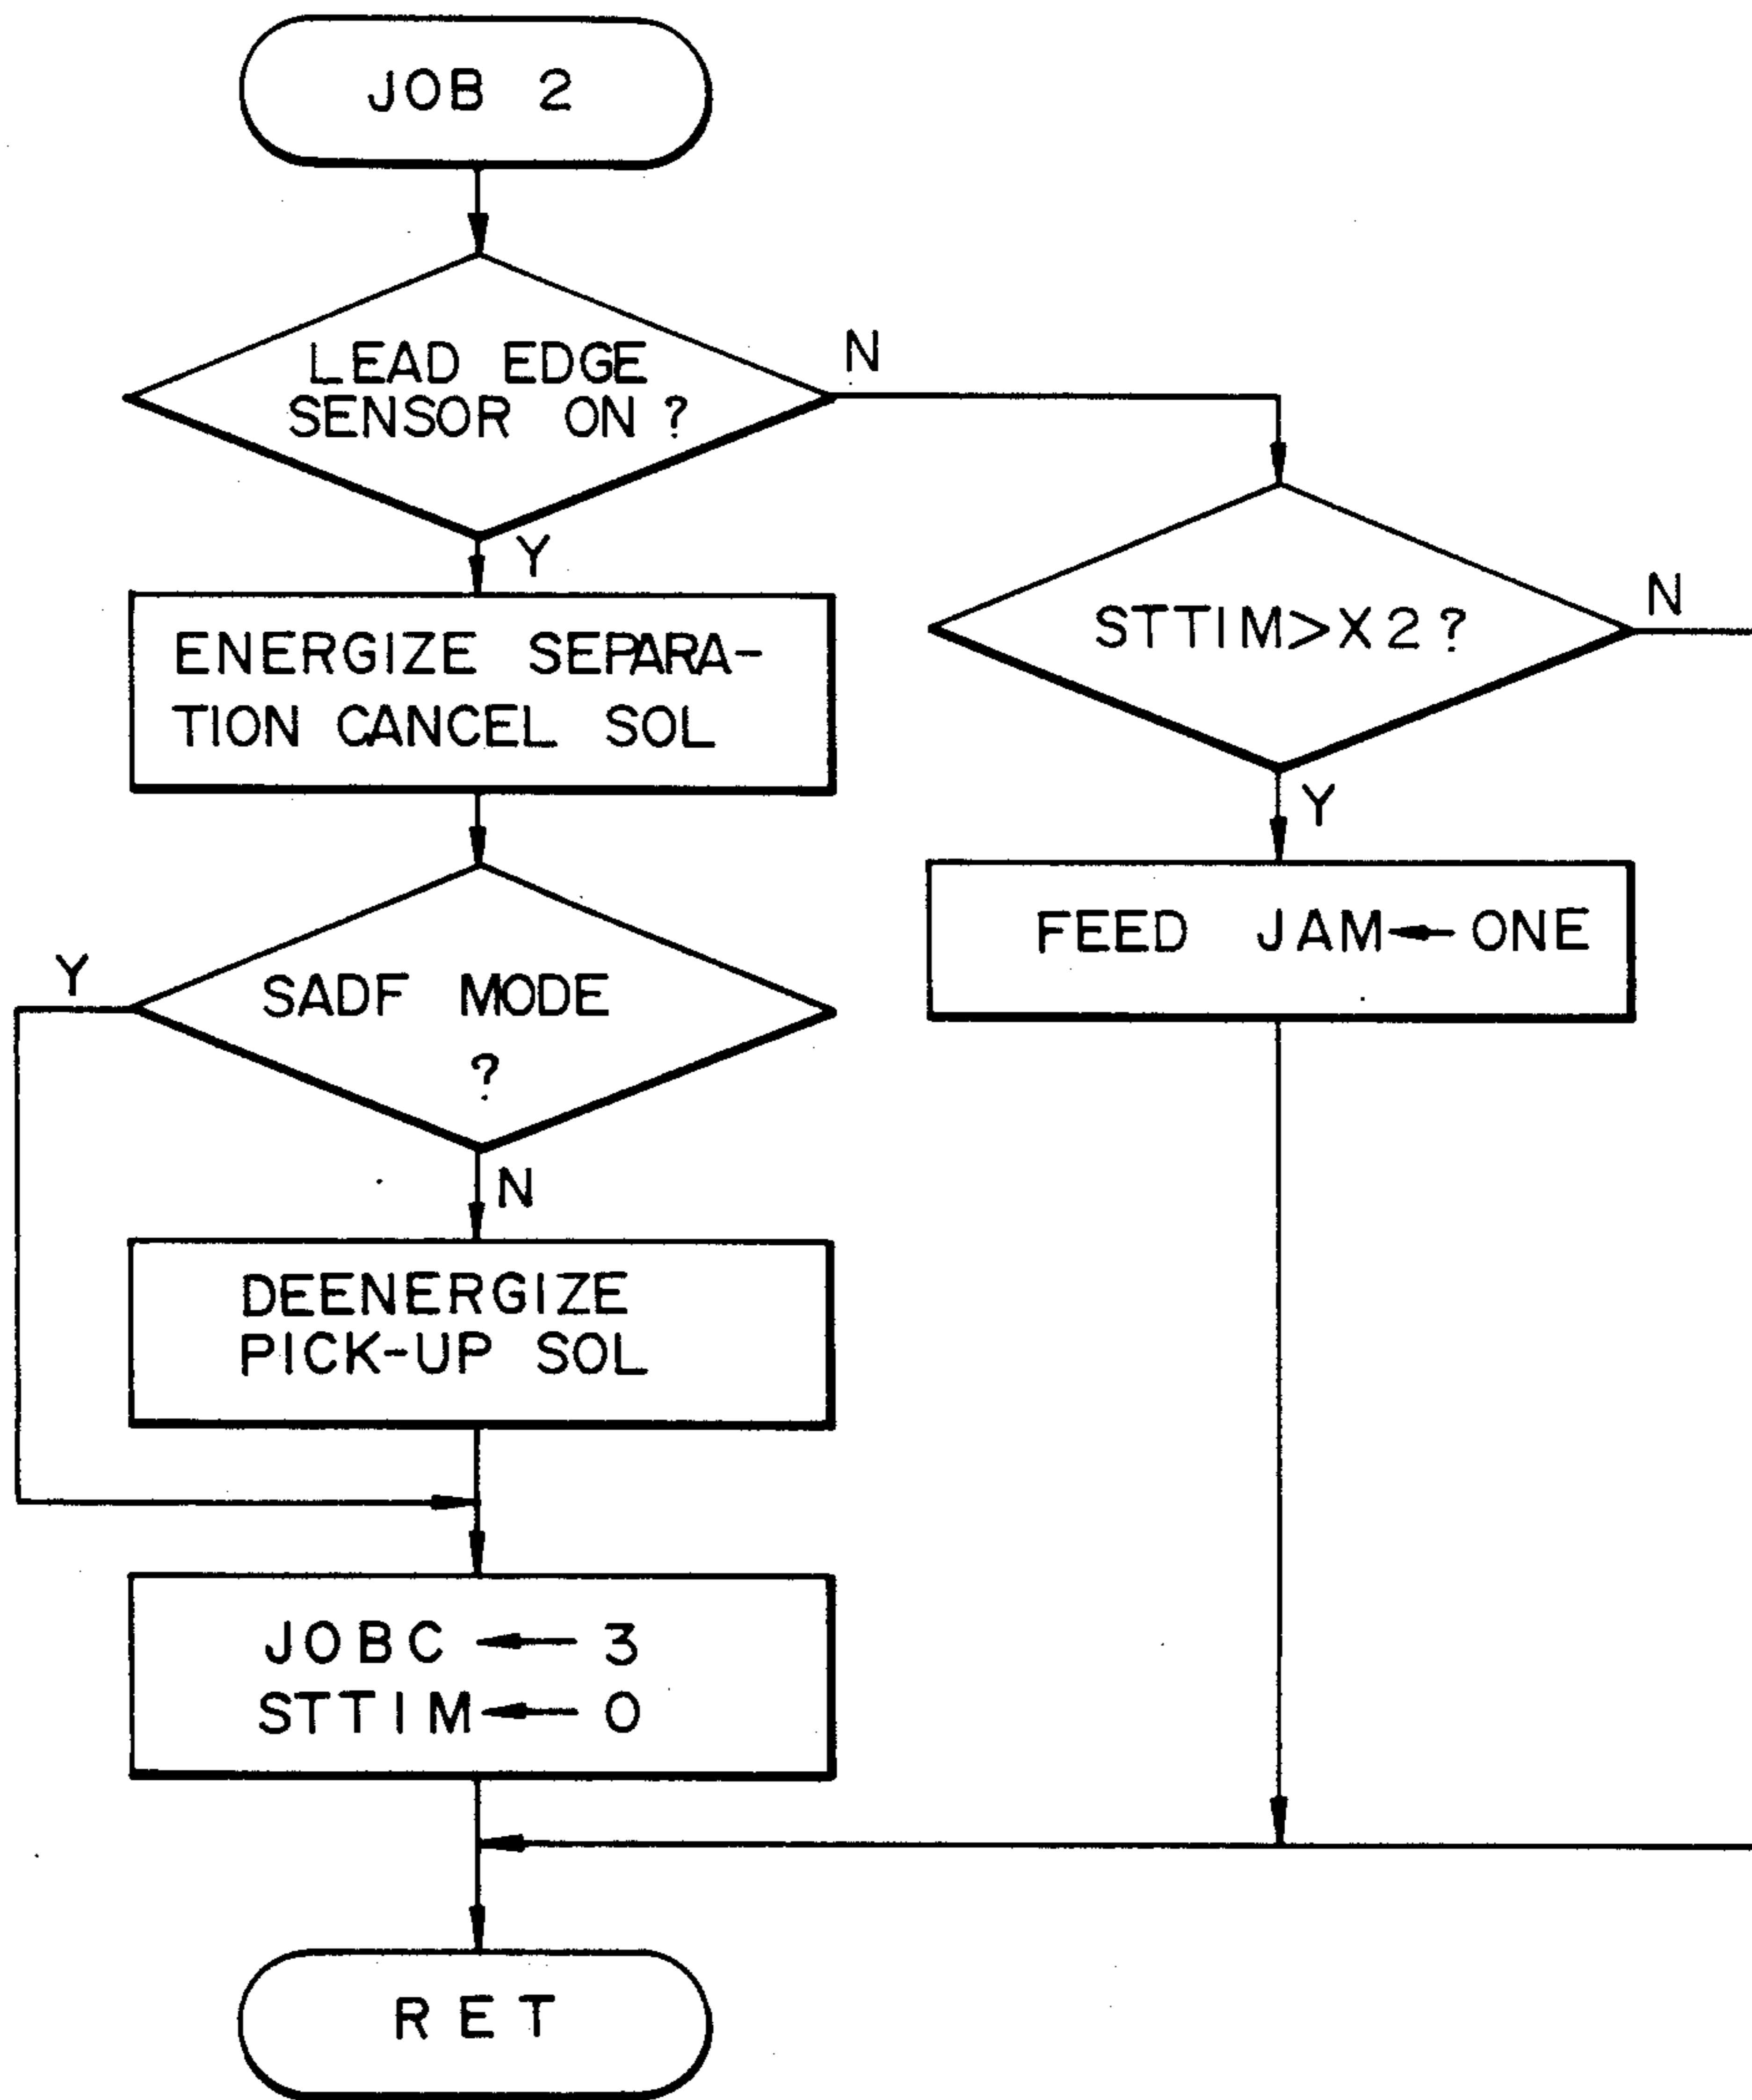 JOB 2
LEAD EDGE
SENSOR ON ?
N
Y
ENERGIZE SEPARA-
TION CANCEL SOL
STTIM>X2?
N
Y
FEED JAM←ONE
SADF MODE
?
Y
N
DEENERGIZE
PICK-UP SOL
JOBC ← 3
STTIM ← 0
RET